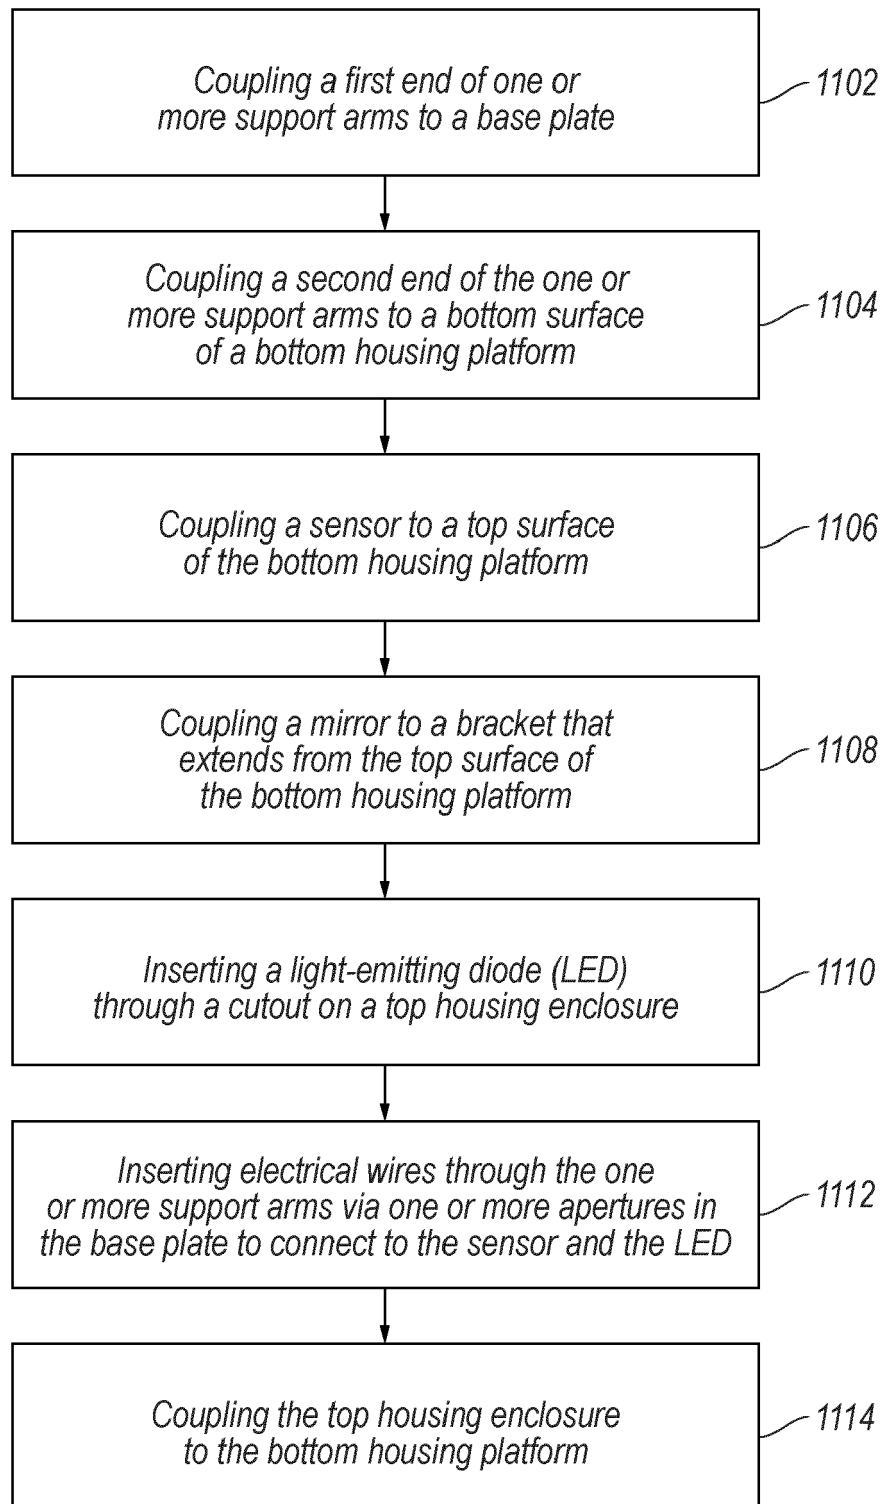 Coupling a first end of one or
more support arms to a base plate
1102
Coupling a second end of the one or
more support arms to a bottom surface
of a bottom housing platform
1104
Coupling a sensor to a top surface
of the bottom housing platform
1106
Coupling a mirror to a bracket that
extends from the top surface of
the bottom housing platform
1108
Inserting a light-emitting diode (LED)
through a cutout on a top housing enclosure
1110
Inserting electrical wires through the one
or more support arms via one or more apertures in
the base plate to connect to the sensor and the LED
1112
Coupling the top housing enclosure
to the bottom housing platform
1114